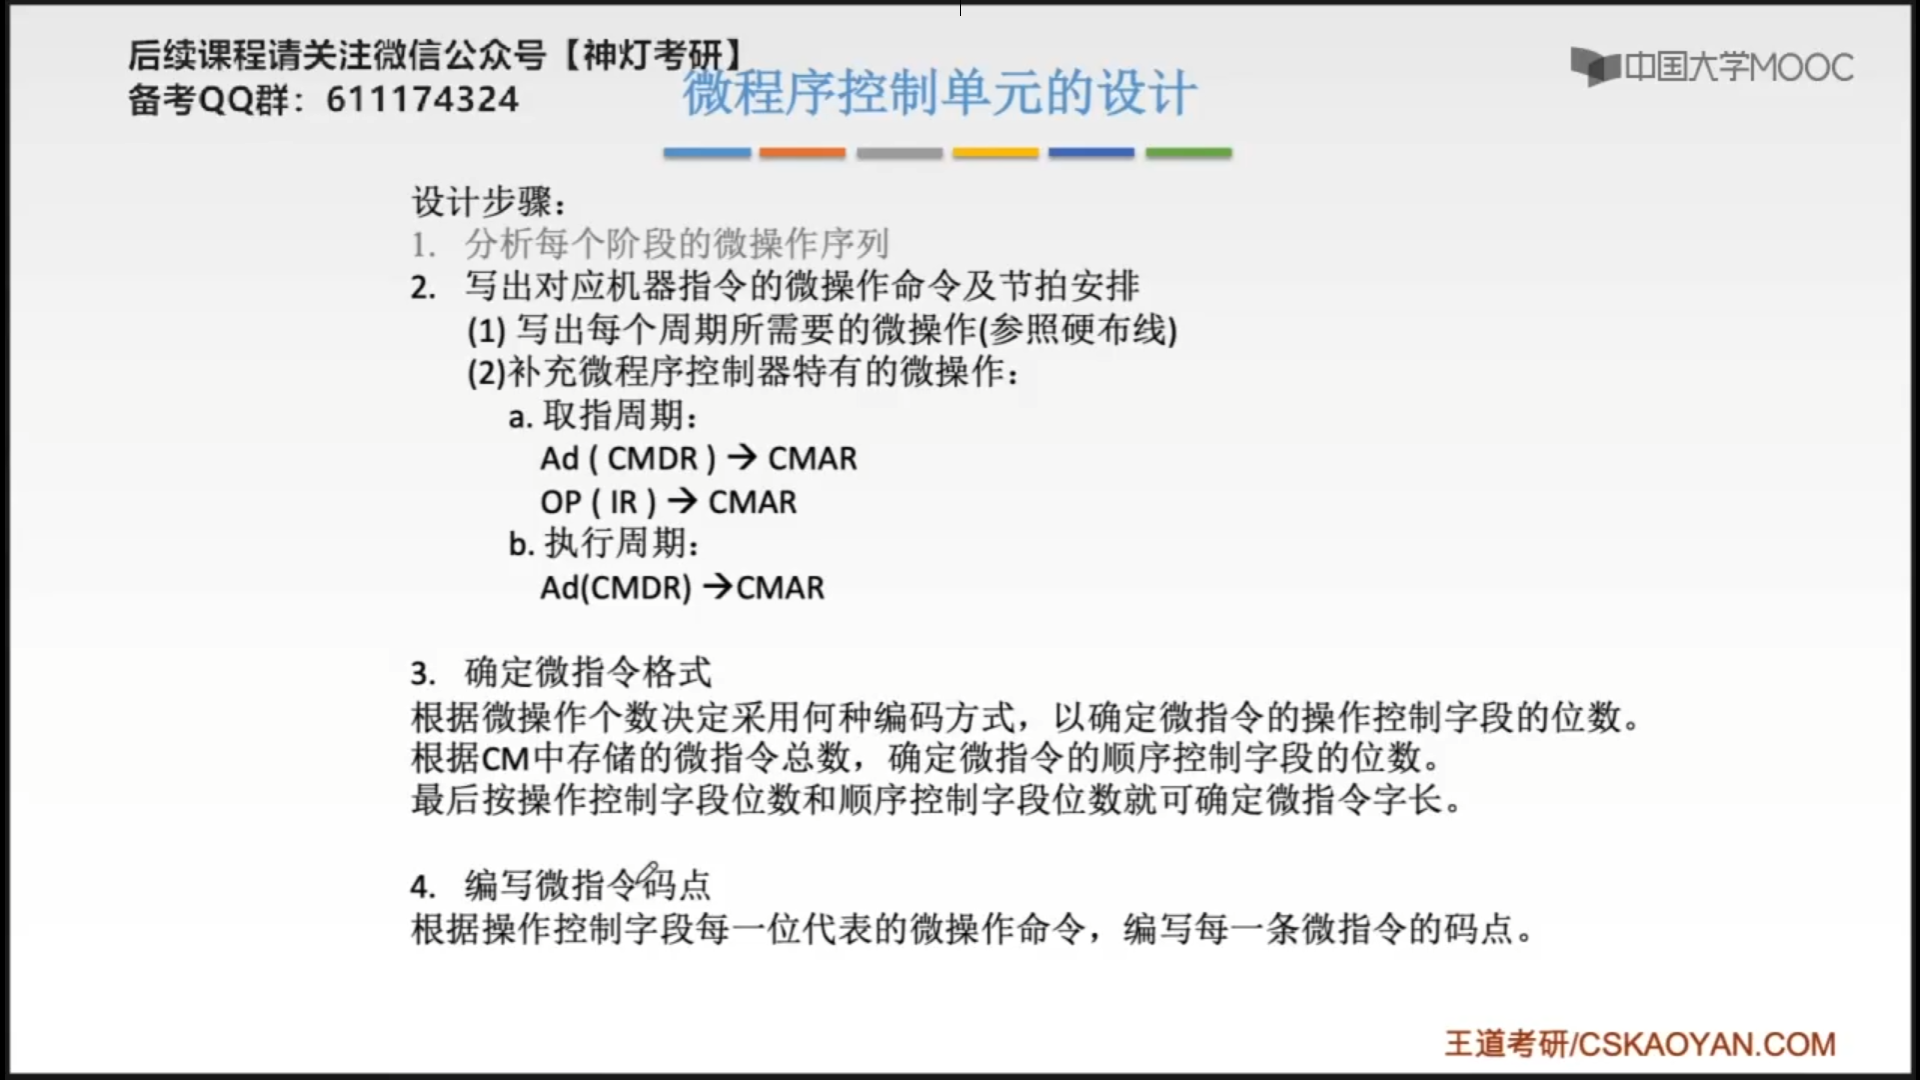 后续课程请关注微信公众号【神灯考研】
备考QQ群：611174324
中国大学MOOC
微程序控制单元的设计
设计步骤：
1. 分析每个阶段的微操作序列
2. 写出对应机器指令的微操作命令及节拍安排
(1) 写出每个周期所需要的微操作(参照硬布线)
(2)补充微程序控制器特有的微操作：
a. 取指周期：
Ad ( CMDR ) → CMAR
OP ( IR ) → CMAR
b. 执行周期：
Ad(CMDR) →CMAR
3. 确定微指令格式
根据微操作个数决定采用何种编码方式，以确定微指令的操作控制字段的位数。
根据CM中存储的微指令总数，确定微指令的顺序控制字段的位数。
最后按操作控制字段位数和顺序控制字段位数就可确定微指令字长。
4. 编写微指令码点
根据操作控制字段每一位代表的微操作命令，编写每一条微指令的码点。
王道考研/CSKAOYAN.COM